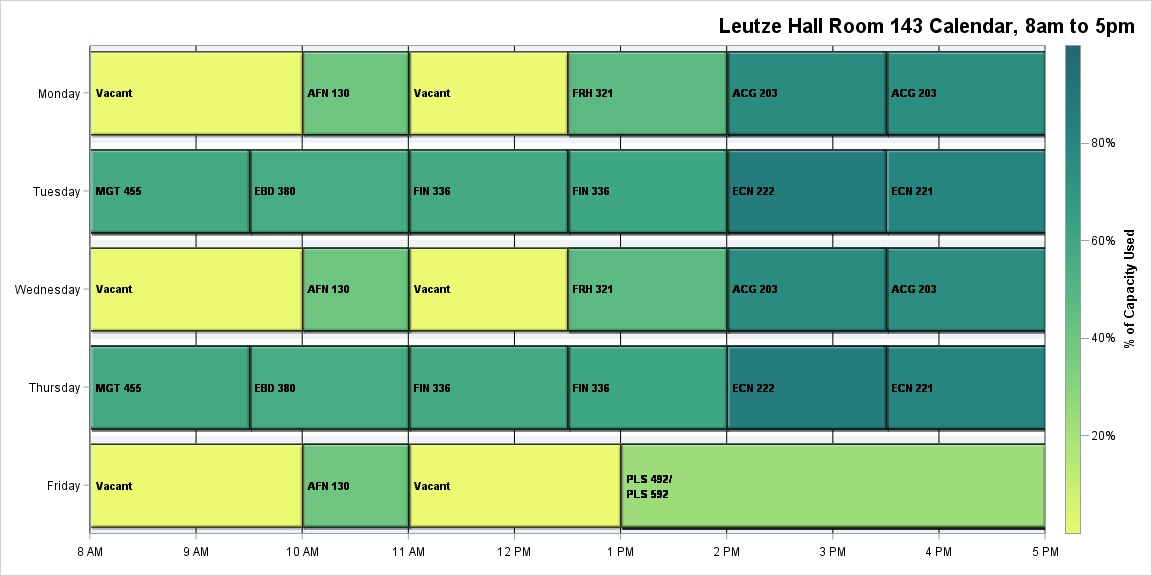 Leutze Hall Room 143 Calendar, 8am to 5pm
Monday
Vacant
AFN 130
Vacant
FRH 321
ACG 203
ACG 203
Tuesday
MGT 455
EBD 380
FIN 336
FIN 336
ECN 222
ECN 221
Wednesday
Vacant
AFN 130
Vacant
FRH 321
ACG 203
ACG 203
Thursday
MGT 455
EBD 380
FIN 336
FIN 336
ECN 222
ECN 221
Friday
Vacant
AFN 130
Vacant
PLS 492/
PLS 592
8 AM
9 AM
10 AM
11 AM
12 PM
1 PM
2 PM
3 PM
4 PM
5 PM
80%
60%
40%
20%
% of Capacity Used